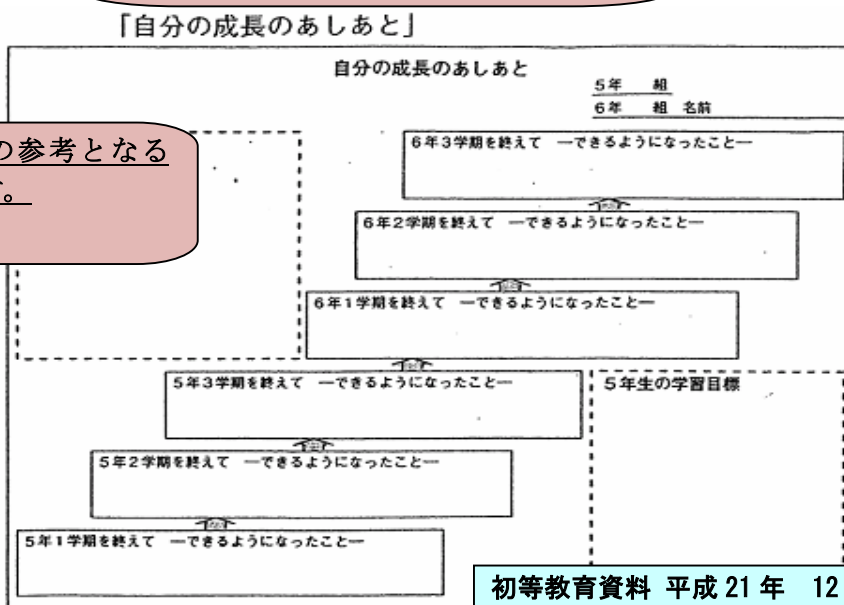 「自分の成長のあしあと」
自分の成長のあしあと
5年　組
6年　組　名前
の参考となる
。
6年3学期を終えて　―できるようになったこと―
6年2学期を終えて　―できるようになったこと―
6年1学期を終えて　―できるようになったこと―
5年3学期を終えて　―できるようになったこと―
5年生の学習目標
5年2学期を終えて　―できるようになったこと―
5年1学期を終えて　―できるようになったこと―
初等教育資料 平成21年　12